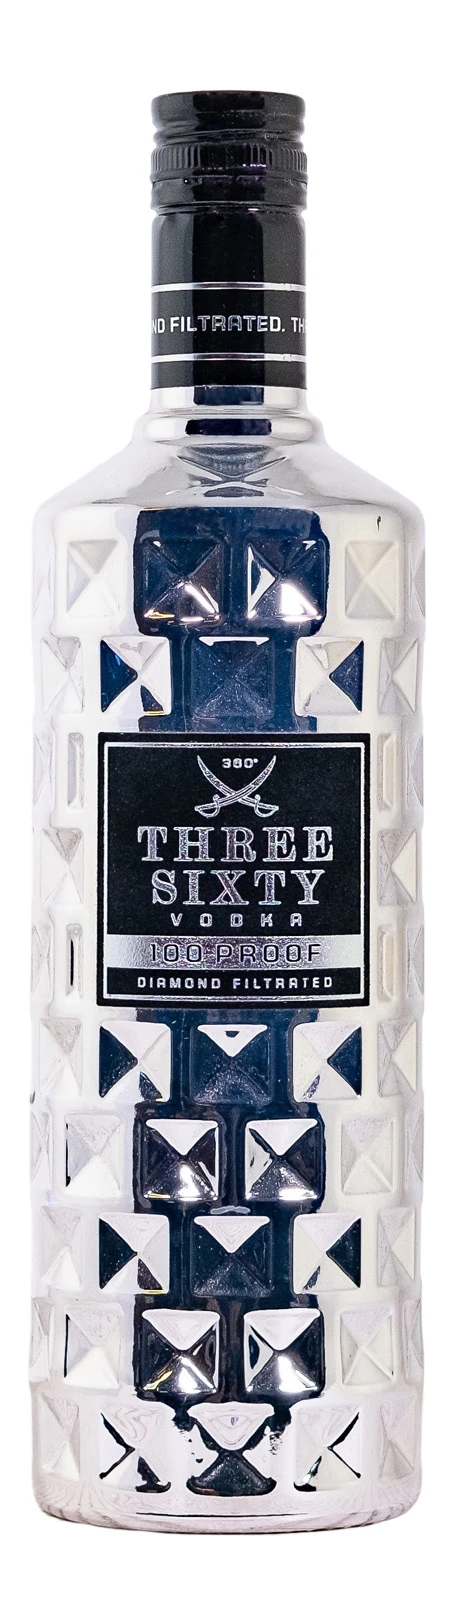 ND FILTRATED. TH
360°
THREE
SIXTY
VODKA
100 PROOF
DIAMOND FILTRATED